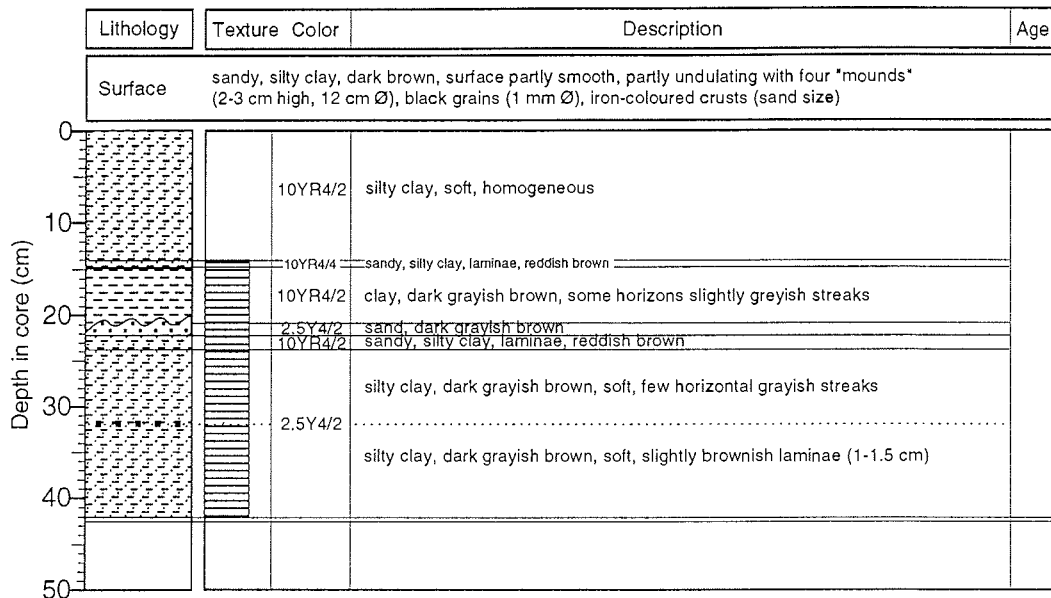 Lithology Texture Color Description Age
Surface
sandy, silty clay, dark brown, surface partly smooth, partly undulating with four "mounds"
(2-3 cm high, 12 cm Ø), black grains (1 mm Ø), iron-coloured crusts (sand size)
Depth in core (cm)
0
10YR4/2 silty clay, soft, homogeneous
10
10YR4/4 sandy, silty clay, laminae, reddish brown
10YR4/2 clay, dark grayish brown, some horizons slightly greyish streaks
20
2.5Y4/2 sand, dark grayish brown
10YR4/2 sandy, silty clay, laminae, reddish brown
silty clay, dark grayish brown, soft, few horizontal grayish streaks
30
2.5Y4/2
silty clay, dark grayish brown, soft, slightly brownish laminae (1-1.5 cm)
40
50